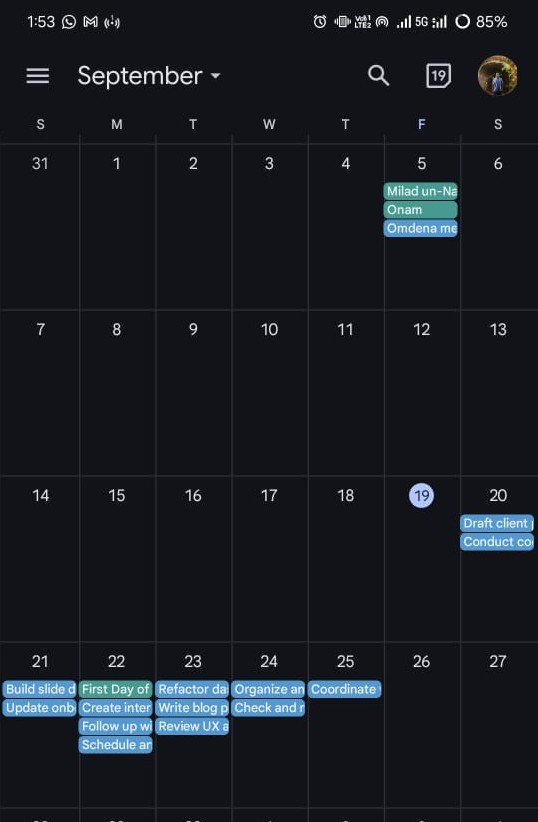 1:53 5G 85%
September 19
S M T W T F S
31 1 2 3 4 5 6
Milad un-Na
Onam
Omdena me
7 8 9 10 11 12 13
14 15 16 17 18 19 20
Draft client
Conduct co
21 22 23 24 25 26 27
Build slide d First Day of Refactor da Organize an Coordinate
Update onb Create inter Write blog p Check and r
Follow up wi Review UX a
Schedule an